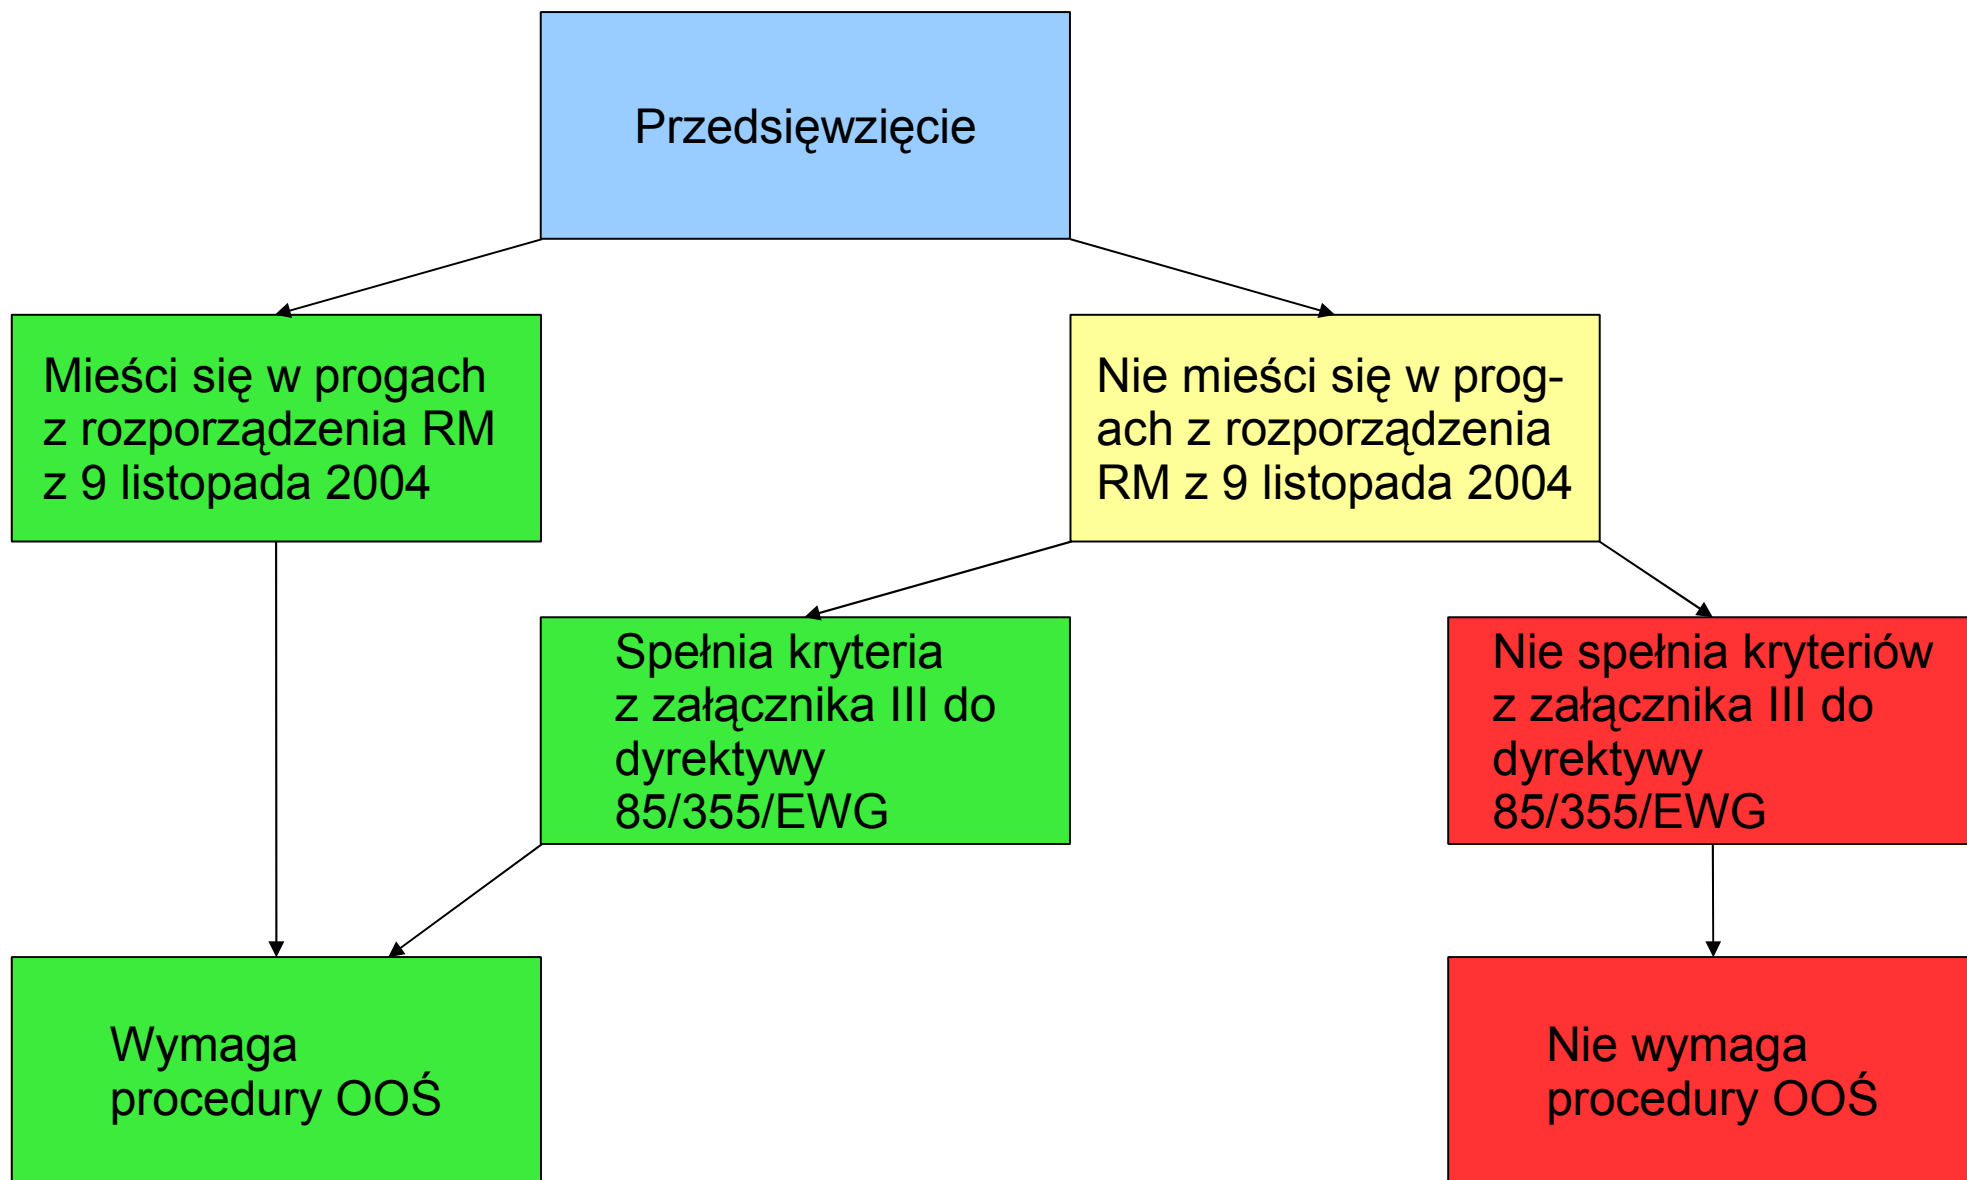 Przedsięwzięcie
Mieści się w progach
z rozporządzenia RM
z 9 listopada 2004
Nie mieści się w prog-
ach z rozporządzenia
RM z 9 listopada 2004
Spełnia kryteria
z załącznika III do
dyrektywy
85/355/EWG
Nie spełnia kryteriów
z załącznika III do
dyrektywy
85/355/EWG
Wymaga
procedury OOŚ
Nie wymaga
procedury OOŚ